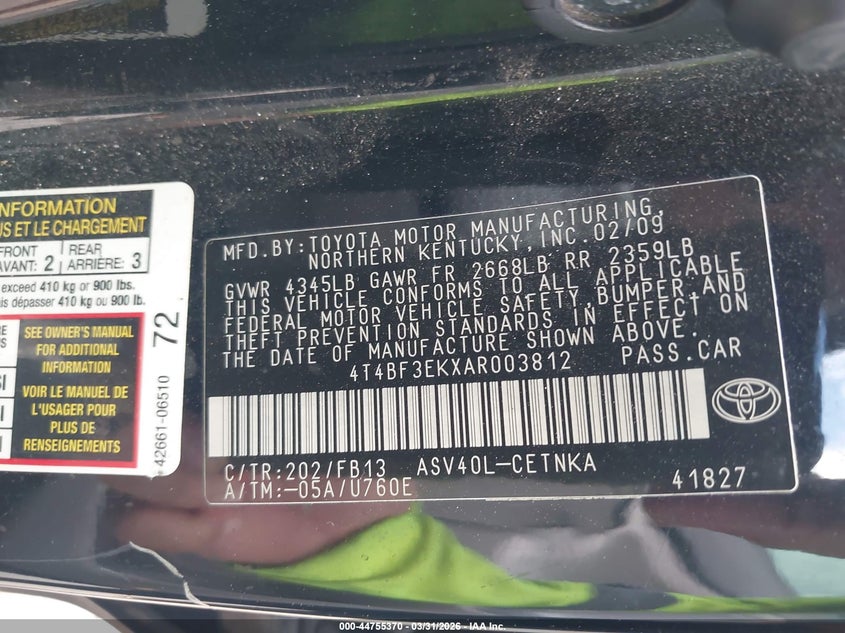 INFORMATION
US ET LE CHARGEMENT
FRONT
AVANT: 2
REAR
ARRIÈRE: 3
exceed 410 kg or 900 lbs.
dépasser 410 kg ou 900 lb.
SEE OWNER'S MANUAL
FOR ADDITIONAL
INFORMATION
VOIR LE MANUEL DE
L'USAGER POUR
PLUS DE
RENSEIGNEMENTS
42661-06510 72
MFD.BY:TOYOTA MOTOR MANUFACTURING,
NORTHERN KENTUCKY,INC.02/09
GVWR 4345LB GAWR FR 2668LB RR 2359LB
THIS VEHICLE CONFORMS TO ALL APPLICABLE
FEDERAL MOTOR VEHICLE SAFETY,BUMPER,AND
THEFT PREVENTION STANDARDS IN EFFECT ON
THE DATE OF MANUFACTURE SHOWN ABOVE.
4T4BF3EKXAR003812 PASS.CAR
C/TR:202/FB13 ASV40L-CETNKA
A/TM:-05A/U760E 41827
000-44755370 - 03/31/2026 - IAA Inc.